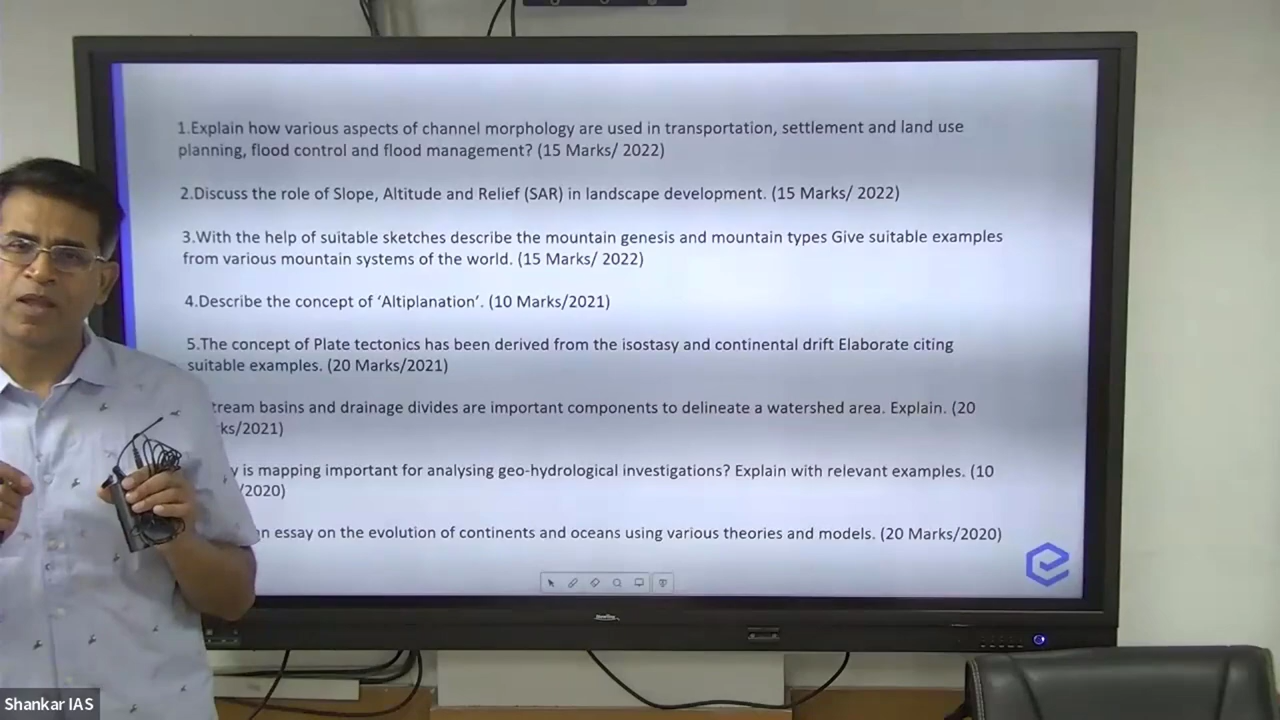 1.Explain how various aspects of channel morphology are used in transportation, settlement and land use
planning, flood control and flood management? (15 Marks/ 2022)
2.Discuss the role of Slope, Altitude and Relief (SAR) in landscape development. (15 Marks/ 2022)
3.With the help of suitable sketches describe the mountain genesis and mountain types Give suitable examples
from various mountain systems of the world. (15 Marks/ 2022)
4.Describe the concept of ‘Altiplanation’. (10 Marks/2021)
5.The concept of Plate tectonics has been derived from the isostasy and continental drift Elaborate citing
suitable examples. (20 Marks/2021)
tream basins and drainage divides are important components to delineate a watershed area. Explain. (20
ks/2021)
y is mapping important for analysing geo-hydrological investigations? Explain with relevant examples. (10
/2020)
n essay on the evolution of continents and oceans using various theories and models. (20 Marks/2020)
Shankar IAS